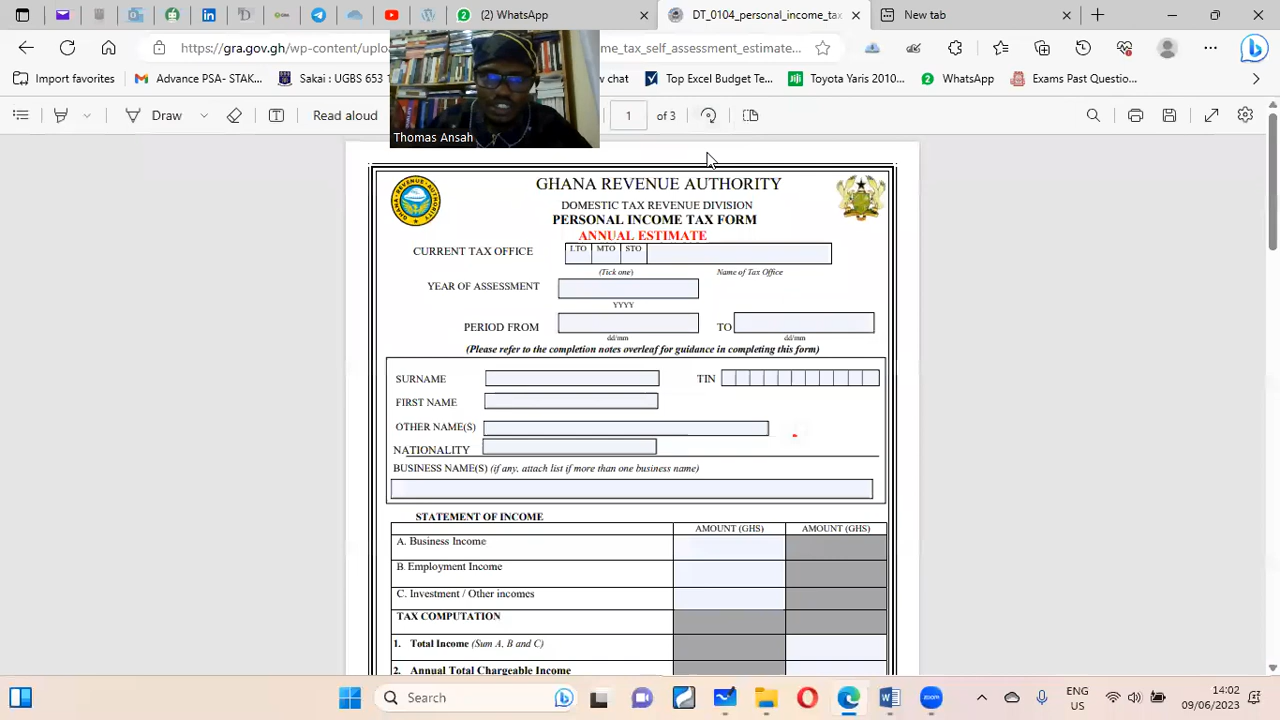 2
https://gra.gov.gh/wp-content/uplo
me_tax_self_assessment_estimate...
Import favorites
Advance PSA- STAK...
Sakai : UGBS 653
w chat
Top Excel Budget Te...
Toyota Yaris 2010...
2 WhatsApp
Exams Past Questio...
Draw
Read aloud
1 of 3
Thomas Ansah
GHANA REVENUE AUTHORITY
DOMESTIC TAX REVENUE DIVISION
PERSONAL INCOME TAX FORM
ANNUAL ESTIMATE
CURRENT TAX OFFICE
LTO MTO STO
(Tick one) Name of Tax Office
YEAR OF ASSESSMENT
YYYY
PERIOD FROM TO
dd/mm dd/mm
(Please refer to the completion notes overleaf for guidance in completing this form)
SURNAME TIN
FIRST NAME
OTHER NAME(S)
NATIONALITY
BUSINESS NAME(S) (if any, attach list if more than one business name)
STATEMENT OF INCOME
AMOUNT (GHS) AMOUNT (GHS)
A. Business Income
B. Employment Income
C. Investment / Other incomes
TAX COMPUTATION
1. Total Income (Sum A, B and C)
2. Annual Total Chargeable Income
Search
zoom
ENG
UK
14:02
09/06/2023